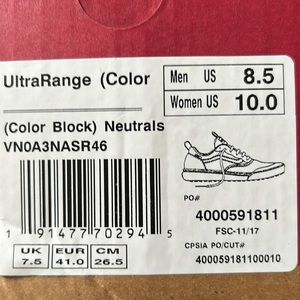 UltraRange (Color
Men US 8.5
Women US 10.0
(Color Block) Neutrals
VN0A3NASR46
1 91477 70294 5
PO#
4000591811
FSC-11/17
CPSIA PO/CUT#
400059181100010
UK EUR CM
7.5 41.0 26.5